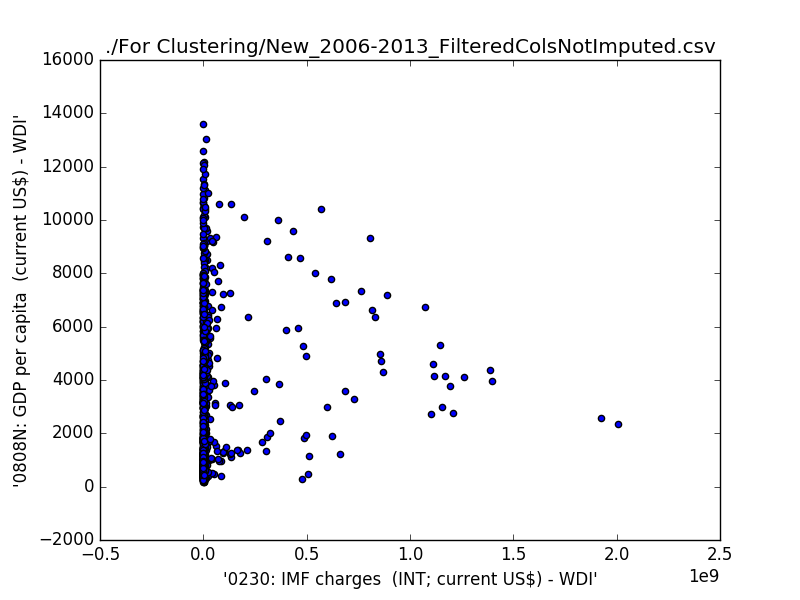 ./For Clustering/New_2006-2013_FilteredColsNotImputed.csv
16000
14000
12000
10000
8000
6000
4000
2000
0
−2000
'0808N: GDP per capita  (current US$) - WDI'
−0.5 0.0 0.5 1.0 1.5 2.0 2.5
1e9
'0230: IMF charges  (INT; current US$) - WDI'